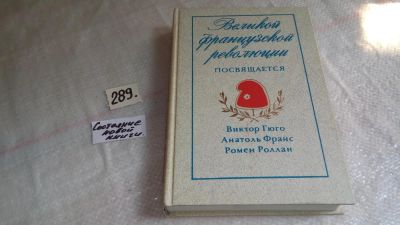 289.
Состояние
новой
книги.
Великой
французской
революции
ПОСВЯЩАЕТСЯ
Виктор Гюго
Анатоль Франс
Ромен Роллан